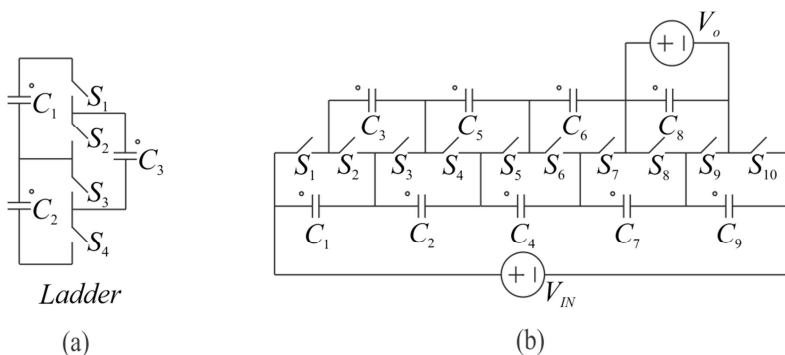 C1
S1
S2
C3
C2
S3
S4
Ladder
(a)
Vo
C3
C5
C6
C8
S1
S2
S3
S4
S5
S6
S7
S8
S9
S10
C1
C2
C4
C7
C9
VIN
(b)